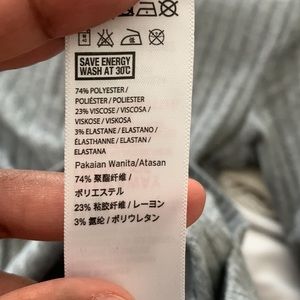 SAVE ENERGY
WASH AT 30°C
74% POLYESTER /
POLIÉSTER / POLIESTER
23% VISCOSE / VISCOSA /
VISKOSE / VISKOSA
3% ELASTANE / ELASTANO /
ÉLASTHANNE / ELASTAN /
ELASTANA
Pakaian Wanita/Atasan
74% 聚酯纤维 /
ポリエステル
23% 粘胶纤维 / レーヨン
3% 氨纶 / ポリウレタン